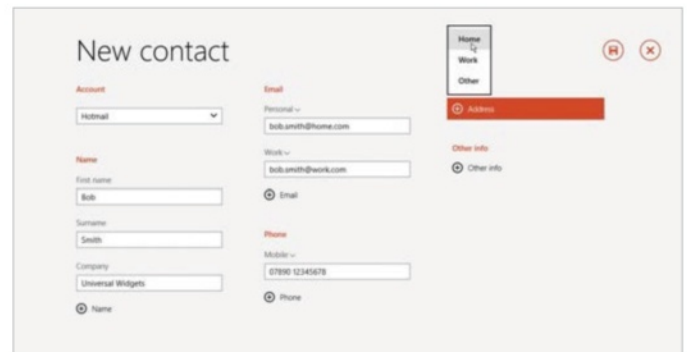 New contact
Account
Hotmail
Name
First name
Bob
Surname
Smith
Company
Universal Widgets
Name
Email
Personal
bob.smith@home.com
Work
bob.smith@work.com
Email
Phone
Mobile
07890 12345678
Phone
Home
Work
Other
Address
Other info
Other info